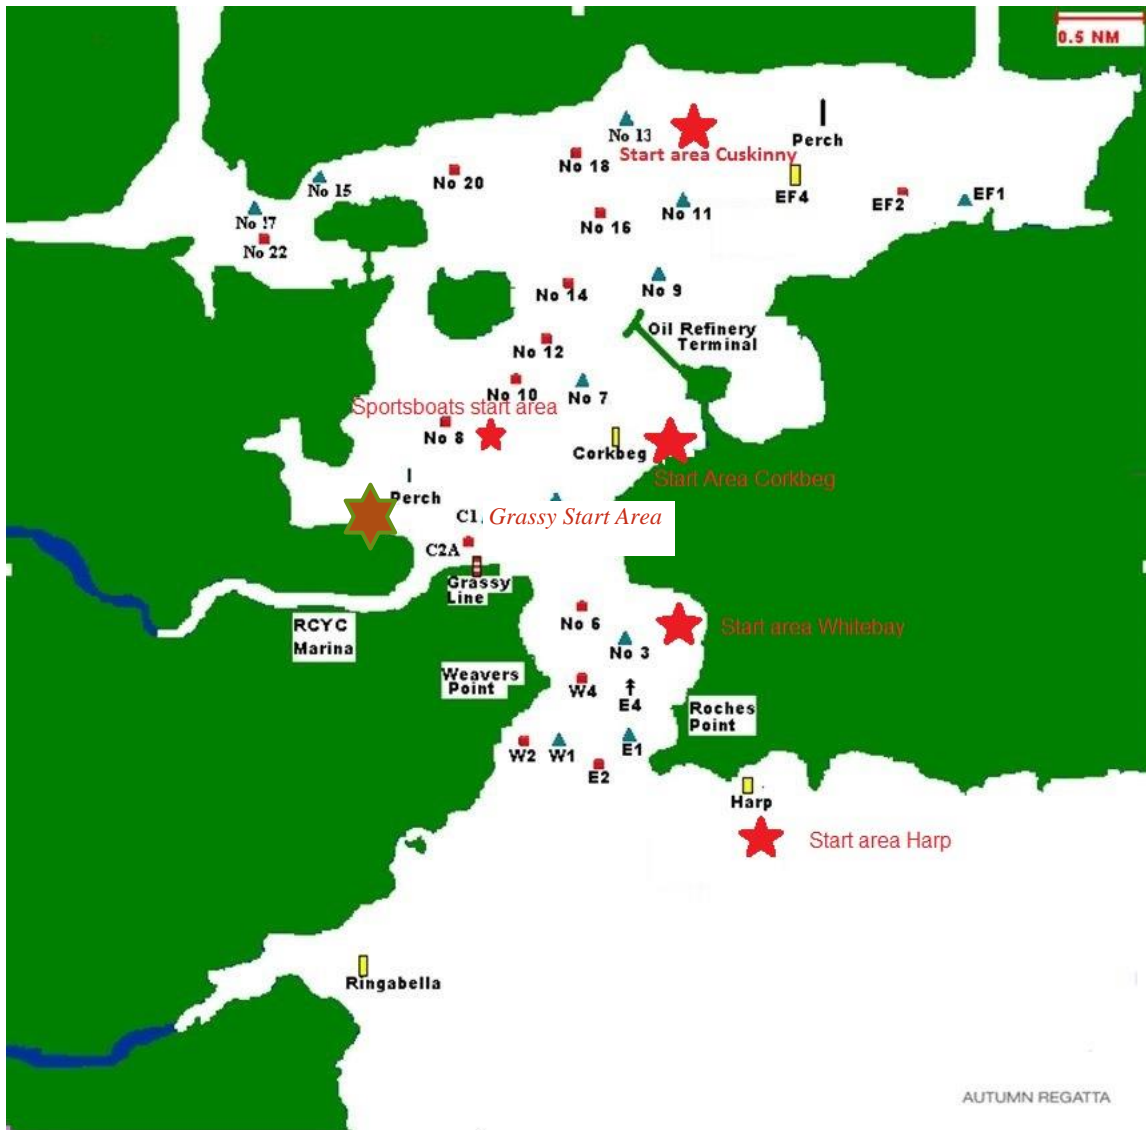 0.5 NM
No 13
Perch
Start area Cuskinny
No 18
No 20
No 15
EF4
EF2
EF1
No 11
No 16
No !7
No 22
No 14
No 9
Oil Refinery
Terminal
No 12
No 10
No 7
Sportsboats start area
No 8
Corkbeg
Start Area Corkbeg
Perch
C1
Grassy Start Area
C2A
Grassy
Line
RCYC
Marina
No 6
Start area Whitebay
No 3
Weavers
Point
W4
E4
Roches
Point
W2
W1
E1
E2
Harp
Start area Harp
Ringabella
AUTUMN REGATTA